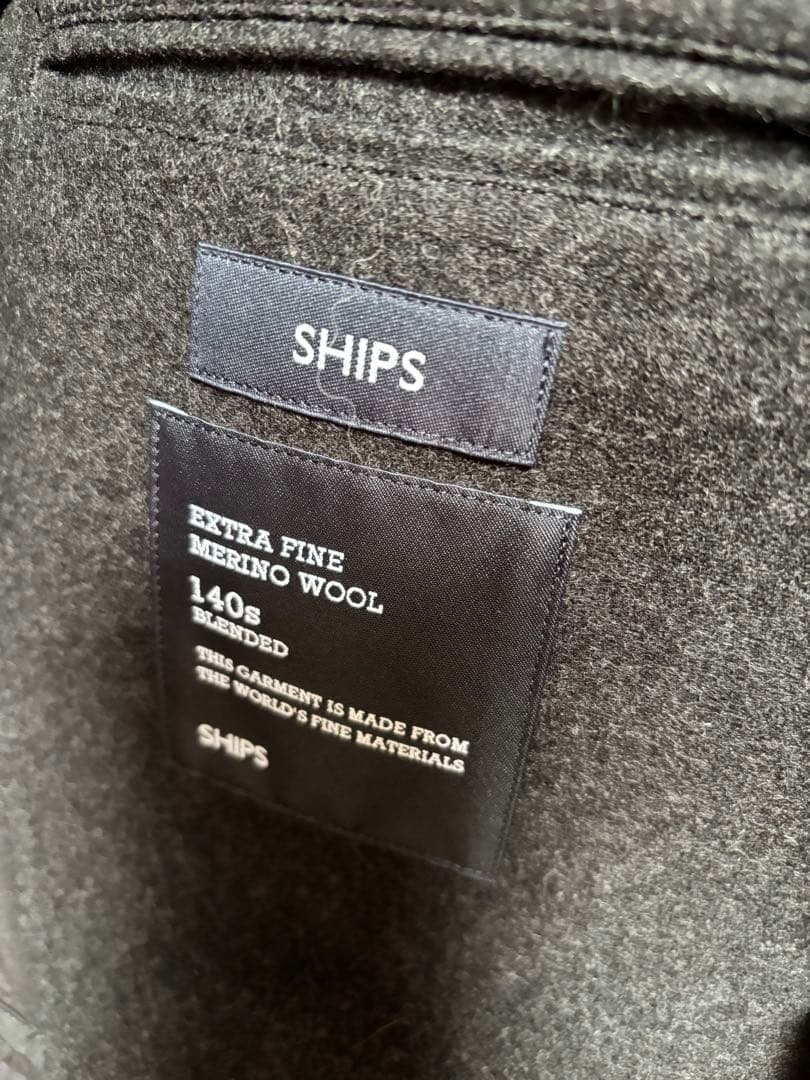 SHIPS
EXTRA FINE
MERINO WOOL
140s
BLENDED
THIS GARMENT IS MADE FROM
THE WORLD'S FINE MATERIALS
SHIPS